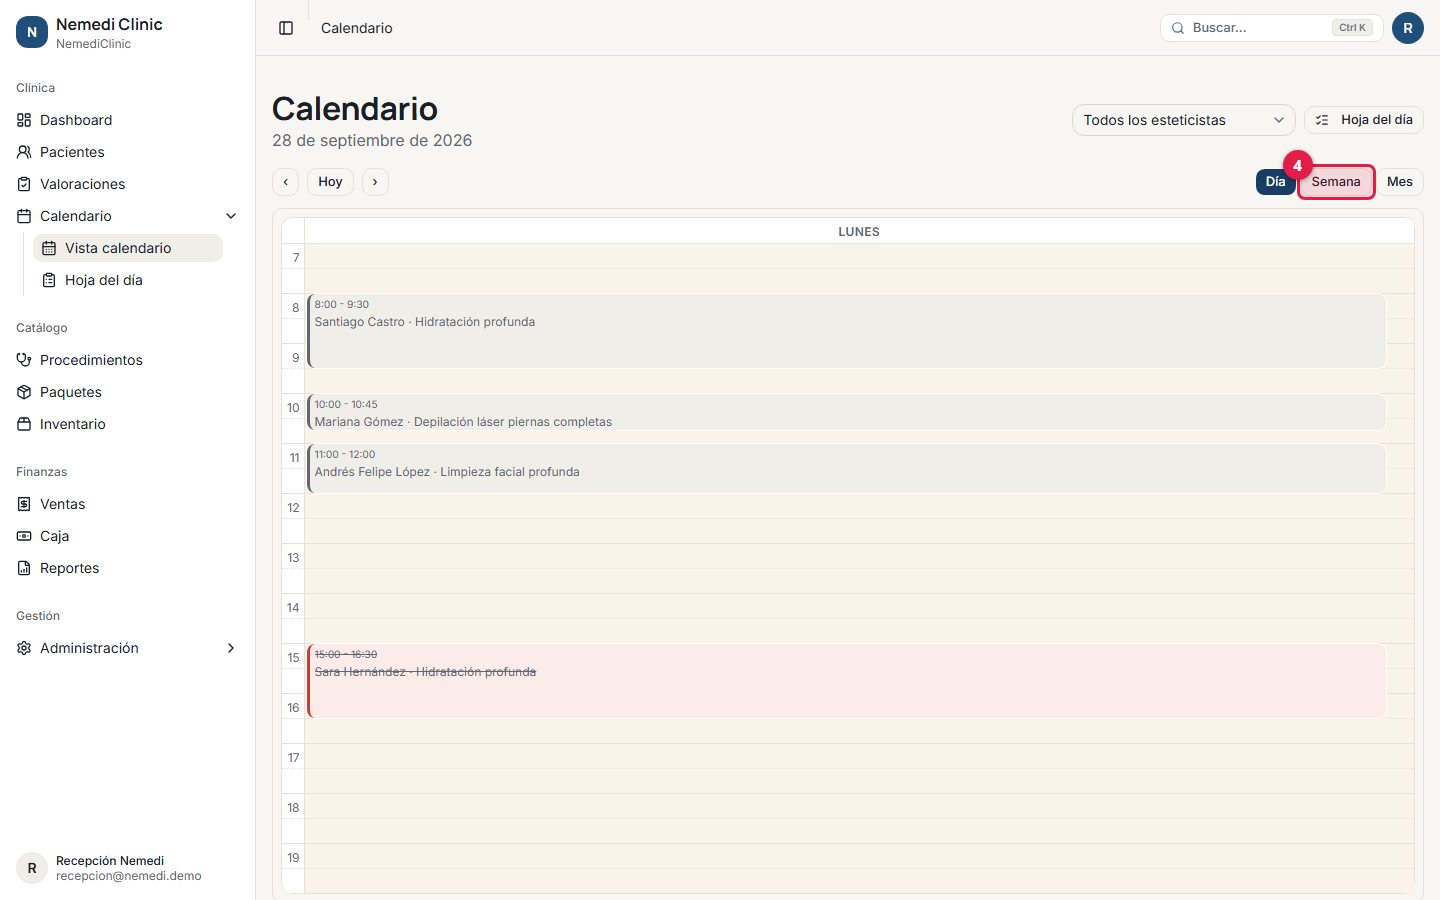 N
Nemedi Clinic
NemediClinic
Clínica
Dashboard
Pacientes
Valoraciones
Calendario
Vista calendario
Hoja del día
Catálogo
Procedimientos
Paquetes
Inventario
Finanzas
Ventas
Caja
Reportes
Gestión
Administración
R
Recepción Nemedi
recepcion@nemedi.demo
Calendario
Buscar...
Ctrl K
R
Calendario
28 de septiembre de 2026
Todos los esteticistas
Hoja del día
‹
Hoy
›
Día
4
Semana
Mes
LUNES
7
8
8:00 - 9:30
Santiago Castro · Hidratación profunda
9
10
10:00 - 10:45
Mariana Gómez · Depilación láser piernas completas
11
11:00 - 12:00
Andrés Felipe López · Limpieza facial profunda
12
13
14
15
15:00 - 16:30
Sara Hernández · Hidratación profunda
16
17
18
19